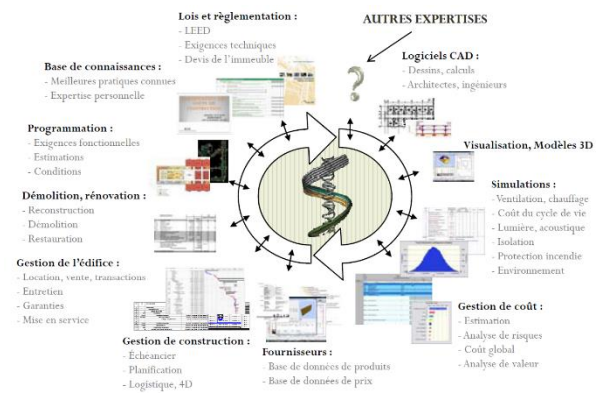 Lois et règlementation :
- LEED
- Exigences techniques
- Devis de l'immeuble
AUTRES EXPERTISES
Logiciels CAD :
- Dessins, calculs
- Architectes, ingénieurs
Base de connaissances :
- Meilleures pratiques connues
- Expertise personnelle
?
Programmation :
- Exigences fonctionnelles
- Estimations
- Conditions
Visualisation, Modèles 3D
Démolition, rénovation :
- Reconstruction
- Démolition
- Restauration
Simulations :
- Ventilation, chauffage
- Coût du cycle de vie
- Lumière, acoustique
- Isolation
- Protection incendie
- Environnement
Gestion de l'édifice :
- Location, vente, transactions
- Entretien
- Garanties
- Mise en service
Gestion de coût :
- Estimation
- Analyse de risques
- Coût global
- Analyse de valeur
Gestion de construction :
- Échéancier
- Planification
- Logistique, 4D
Fournisseurs :
- Base de données de produits
- Base de données de prix